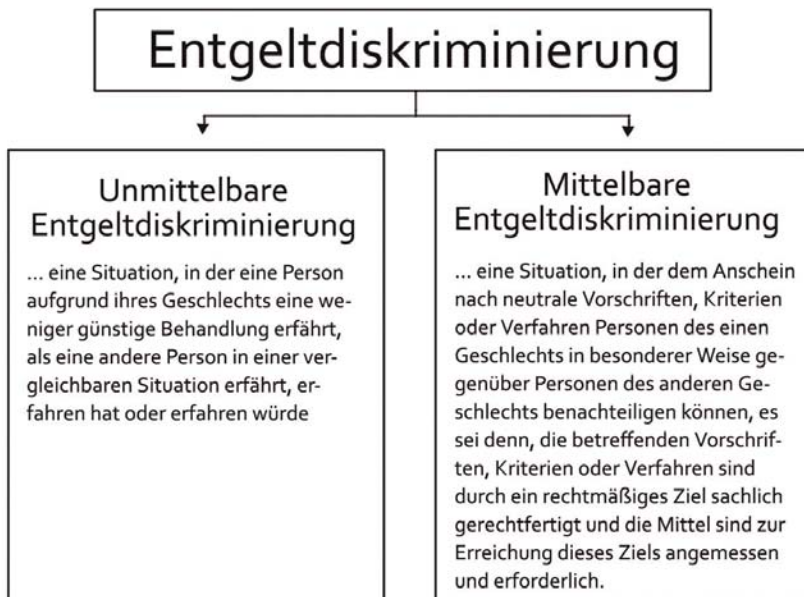 Entgeltdiskriminierung
Unmittelbare
Entgeltdiskriminierung
... eine Situation, in der eine Person
aufgrund ihres Geschlechts eine we-
niger günstige Behandlung erfährt,
als eine andere Person in einer ver-
gleichbaren Situation erfährt, er-
fahren hat oder erfahren würde
Mittelbare
Entgeltdiskriminierung
... eine Situation, in der dem Anschein
nach neutrale Vorschriften, Kriterien
oder Verfahren Personen des einen
Geschlechts in besonderer Weise ge-
genüber Personen des anderen Ge-
schlechts benachteiligen können, es
sei denn, die betreffenden Vorschrif-
ten, Kriterien oder Verfahren sind
durch ein rechtmäßiges Ziel sachlich
gerechtfertigt und die Mittel sind zur
Erreichung dieses Ziels angemessen
und erforderlich.